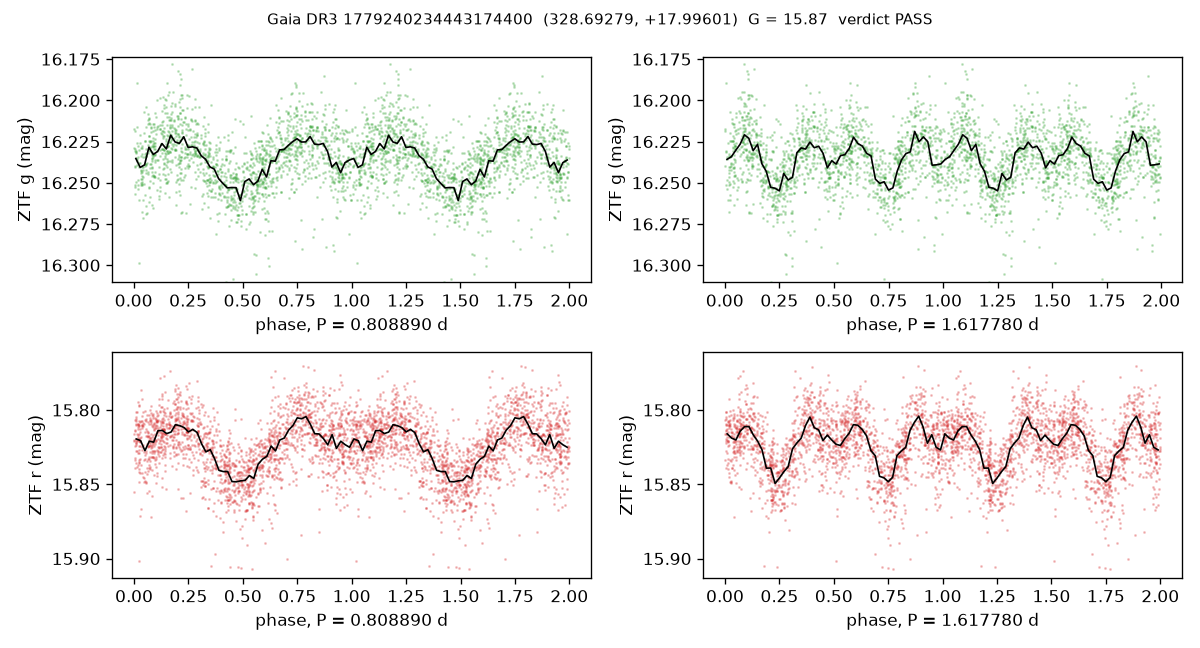 Gaia DR3 1779240234443174400 (328.69279, +17.99601) G = 15.87 verdict PASS
ZTF g (mag)
16.175
16.200
16.225
16.250
16.275
16.300
0.00 0.25 0.50 0.75 1.00 1.25 1.50 1.75 2.00
phase, P = 0.808890 d
ZTF g (mag)
16.175
16.200
16.225
16.250
16.275
16.300
0.00 0.25 0.50 0.75 1.00 1.25 1.50 1.75 2.00
phase, P = 1.617780 d
ZTF r (mag)
15.80
15.85
15.90
0.00 0.25 0.50 0.75 1.00 1.25 1.50 1.75 2.00
phase, P = 0.808890 d
ZTF r (mag)
15.80
15.85
15.90
0.00 0.25 0.50 0.75 1.00 1.25 1.50 1.75 2.00
phase, P = 1.617780 d